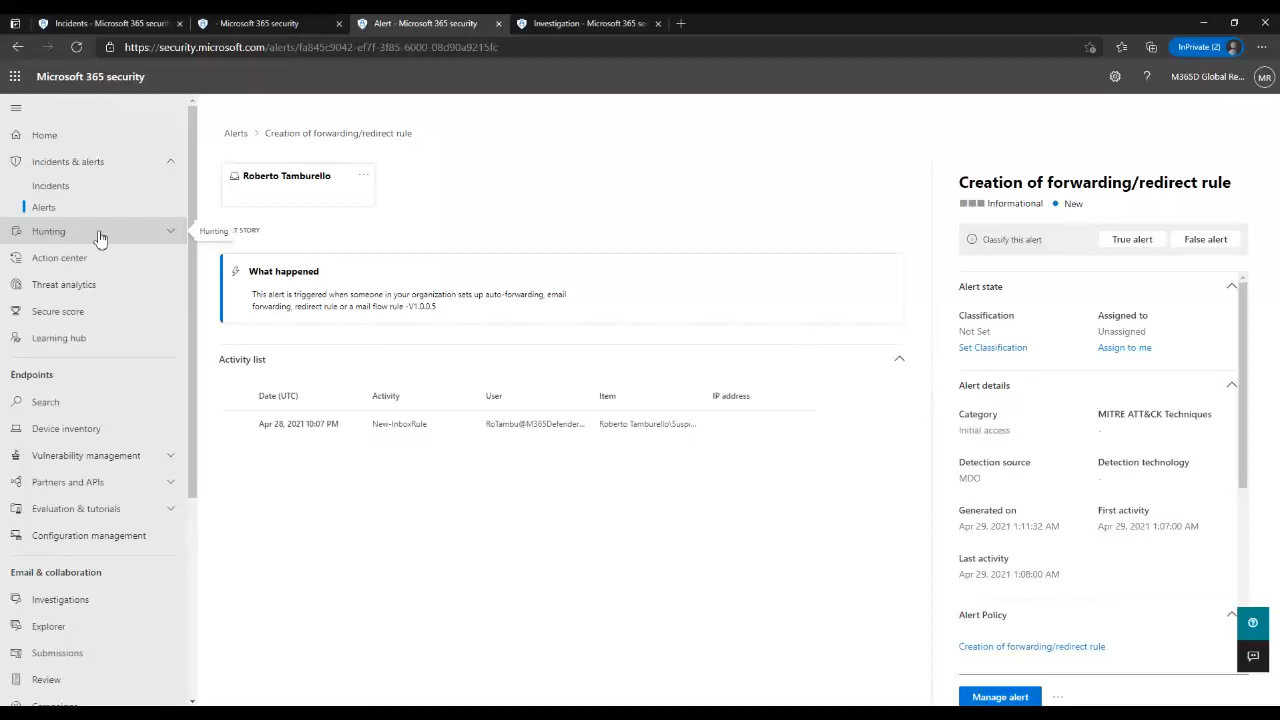 Incidents - Microsoft 365 securit
- Microsoft 365 security
Alert - Microsoft 365 security
Investigation - Microsoft 365 sec
https://security.microsoft.com/alerts/fa845c9042-ef7f-3f85-6000-08d90a9215fc
InPrivate (2)
Microsoft 365 security
M365D Global Re...
MR
Home
Incidents & alerts
Incidents
Alerts
Hunting
Action center
Threat analytics
Secure score
Learning hub
Endpoints
Search
Device inventory
Vulnerability management
Partners and APIs
Evaluation & tutorials
Configuration management
Email & collaboration
Investigations
Explorer
Submissions
Review
Campaigns
Alerts > Creation of forwarding/redirect rule
Roberto Tamburello
...
Hunting
T STORY
What happened
This alert is triggered when someone in your organization sets up auto-forwarding, email
forwarding, redirect rule or a mail flow rule -V1.0.0.5
Activity list
Date (UTC) Activity User Item IP address
Apr 28, 2021 10:07 PM New-InboxRule RoTambu@M365Defender... Roberto Tamburello\Suspi...
Creation of forwarding/redirect rule
Informational New
Classify this alert True alert False alert
Alert state
Classification Assigned to
Not Set Unassigned
Set Classification Assign to me
Alert details
Category MITRE ATT&CK Techniques
Initial access -
Detection source Detection technology
MDO -
Generated on First activity
Apr 29, 2021 1:11:32 AM Apr 29, 2021 1:07:00 AM
Last activity
Apr 29, 2021 1:08:00 AM
Alert Policy
Creation of forwarding/redirect rule
Manage alert ...